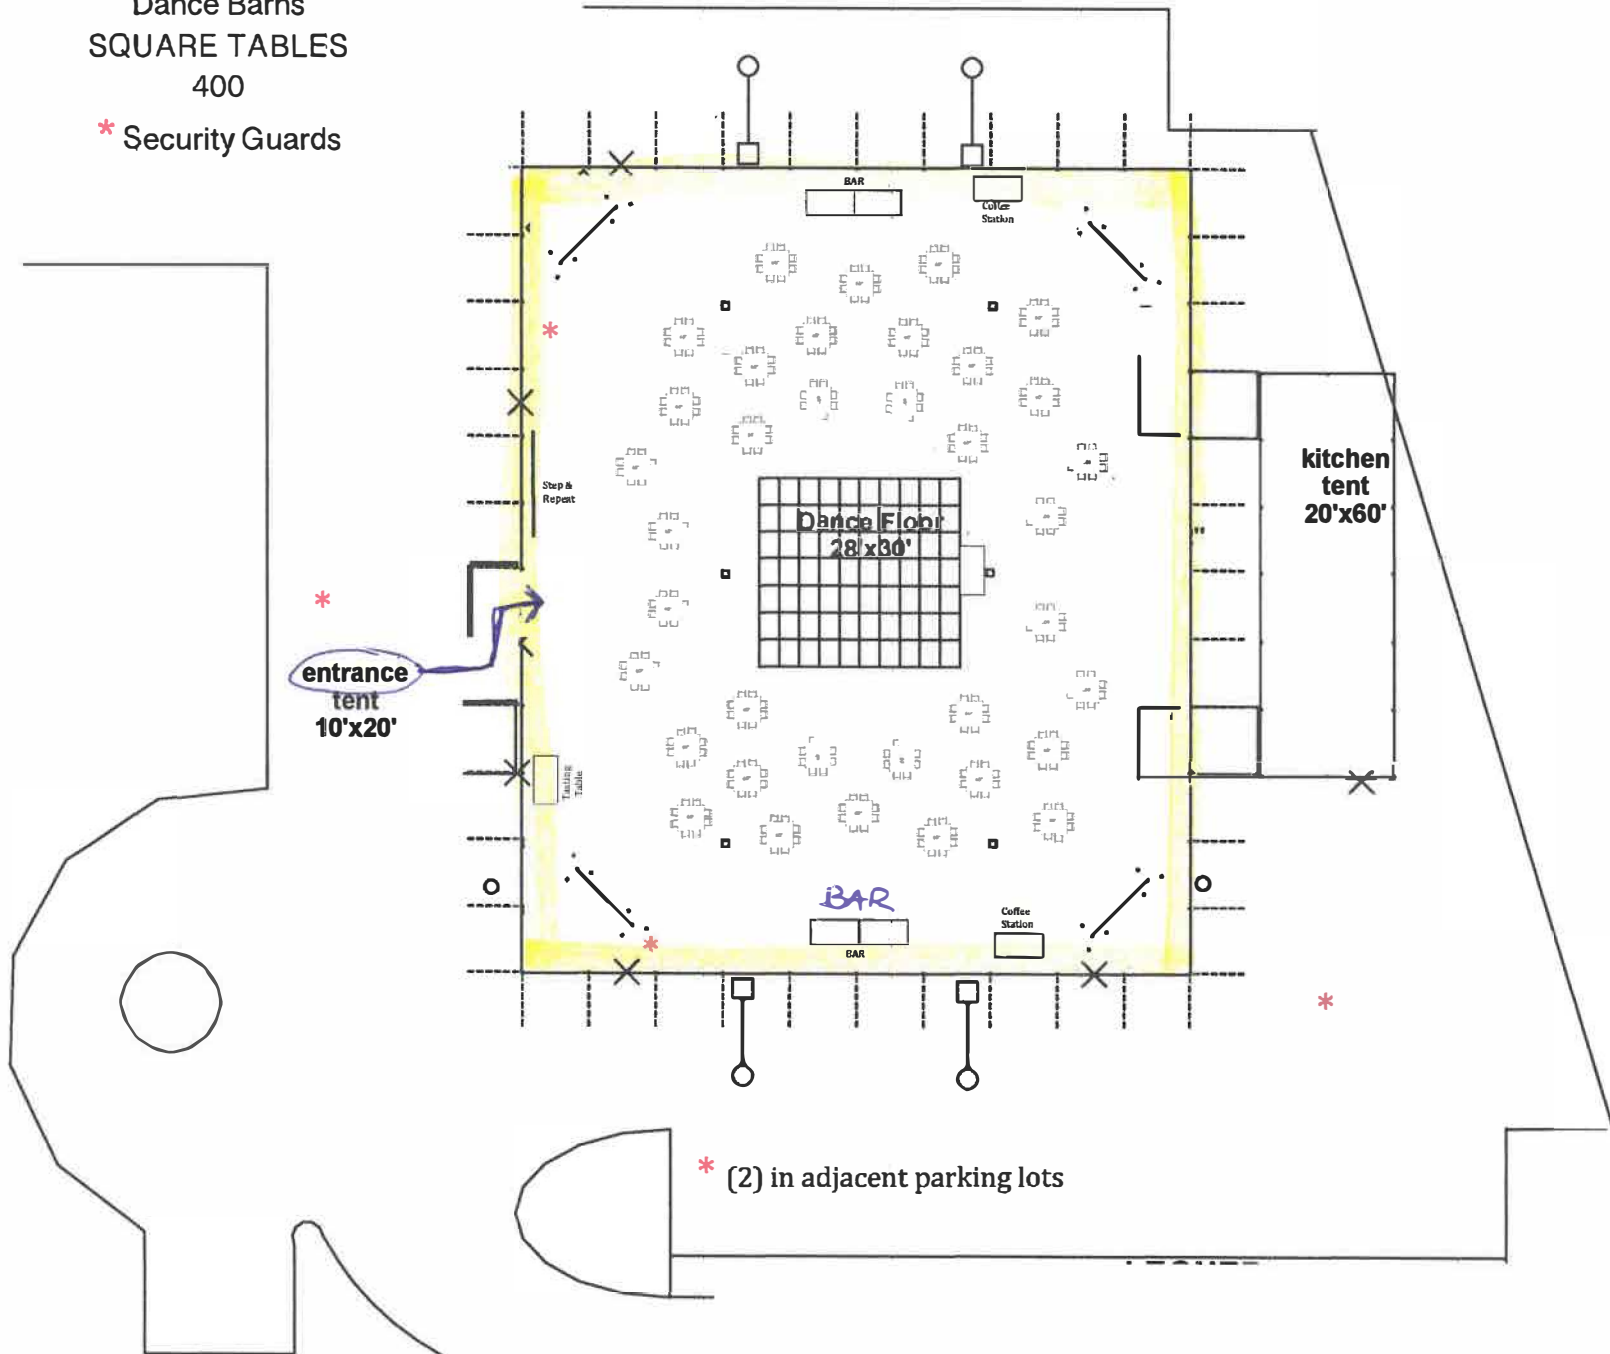 Dance Barns
SQUARE TABLES
400
* Security Guards
BAR
Coffee
Station
Step &
Repeat
Dance Floor
28'x30'
kitchen
tent
20'x60'
entrance
tent
10'x20'
Tasting
Table
BAR
BAR
Coffee
Station
* (2) in adjacent parking lots